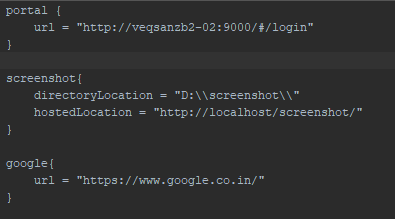 portal {
    url = "http://veqsanzb2-02:9000/#/login"
}
screenshot{
    directoryLocation = "D:\\screenshot\\"
    hostedLocation = "http://localhost/screenshot/"
}
google{
    url = "https://www.google.co.in/"
}